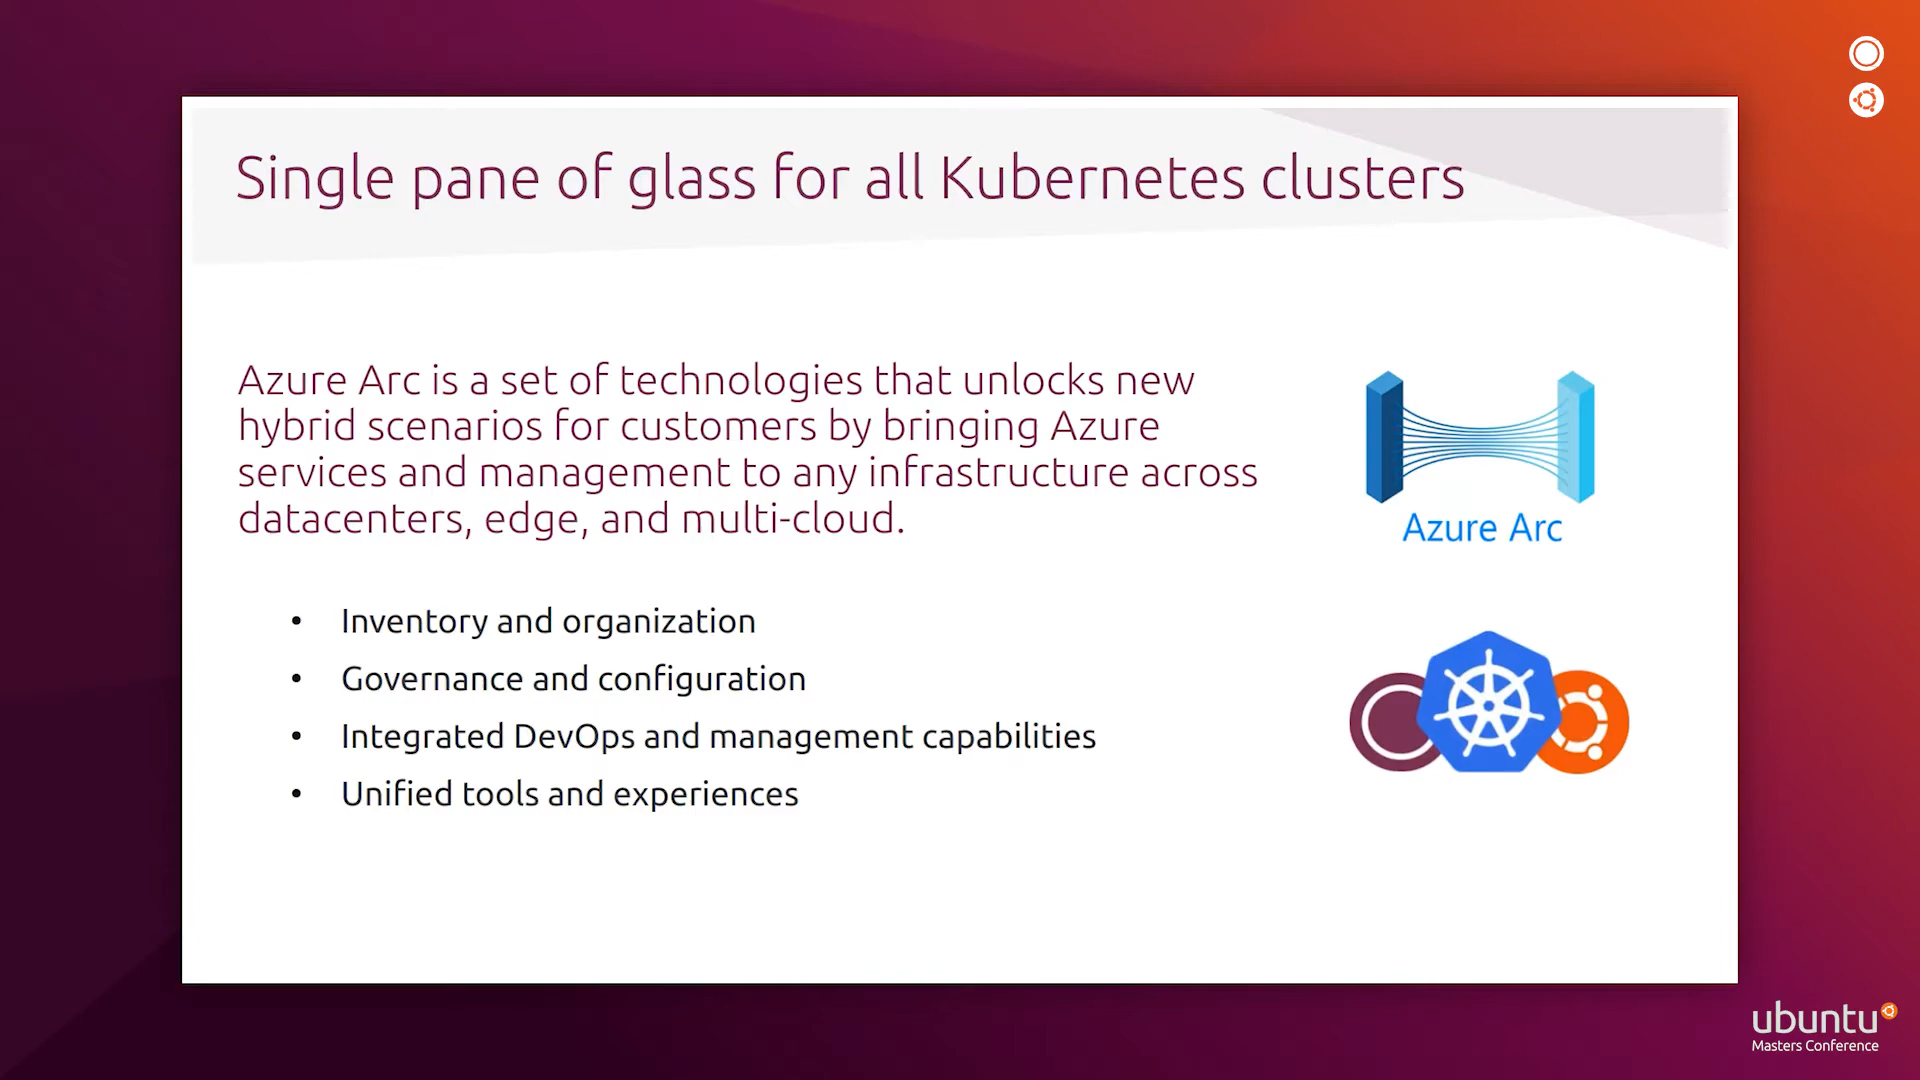 Single pane of glass for all Kubernetes clusters
Azure Arc is a set of technologies that unlocks new
hybrid scenarios for customers by bringing Azure
services and management to any infrastructure across
datacenters, edge, and multi-cloud.
• Inventory and organization
• Governance and configuration
• Integrated DevOps and management capabilities
• Unified tools and experiences
Azure Arc
ubuntu
Masters Conference